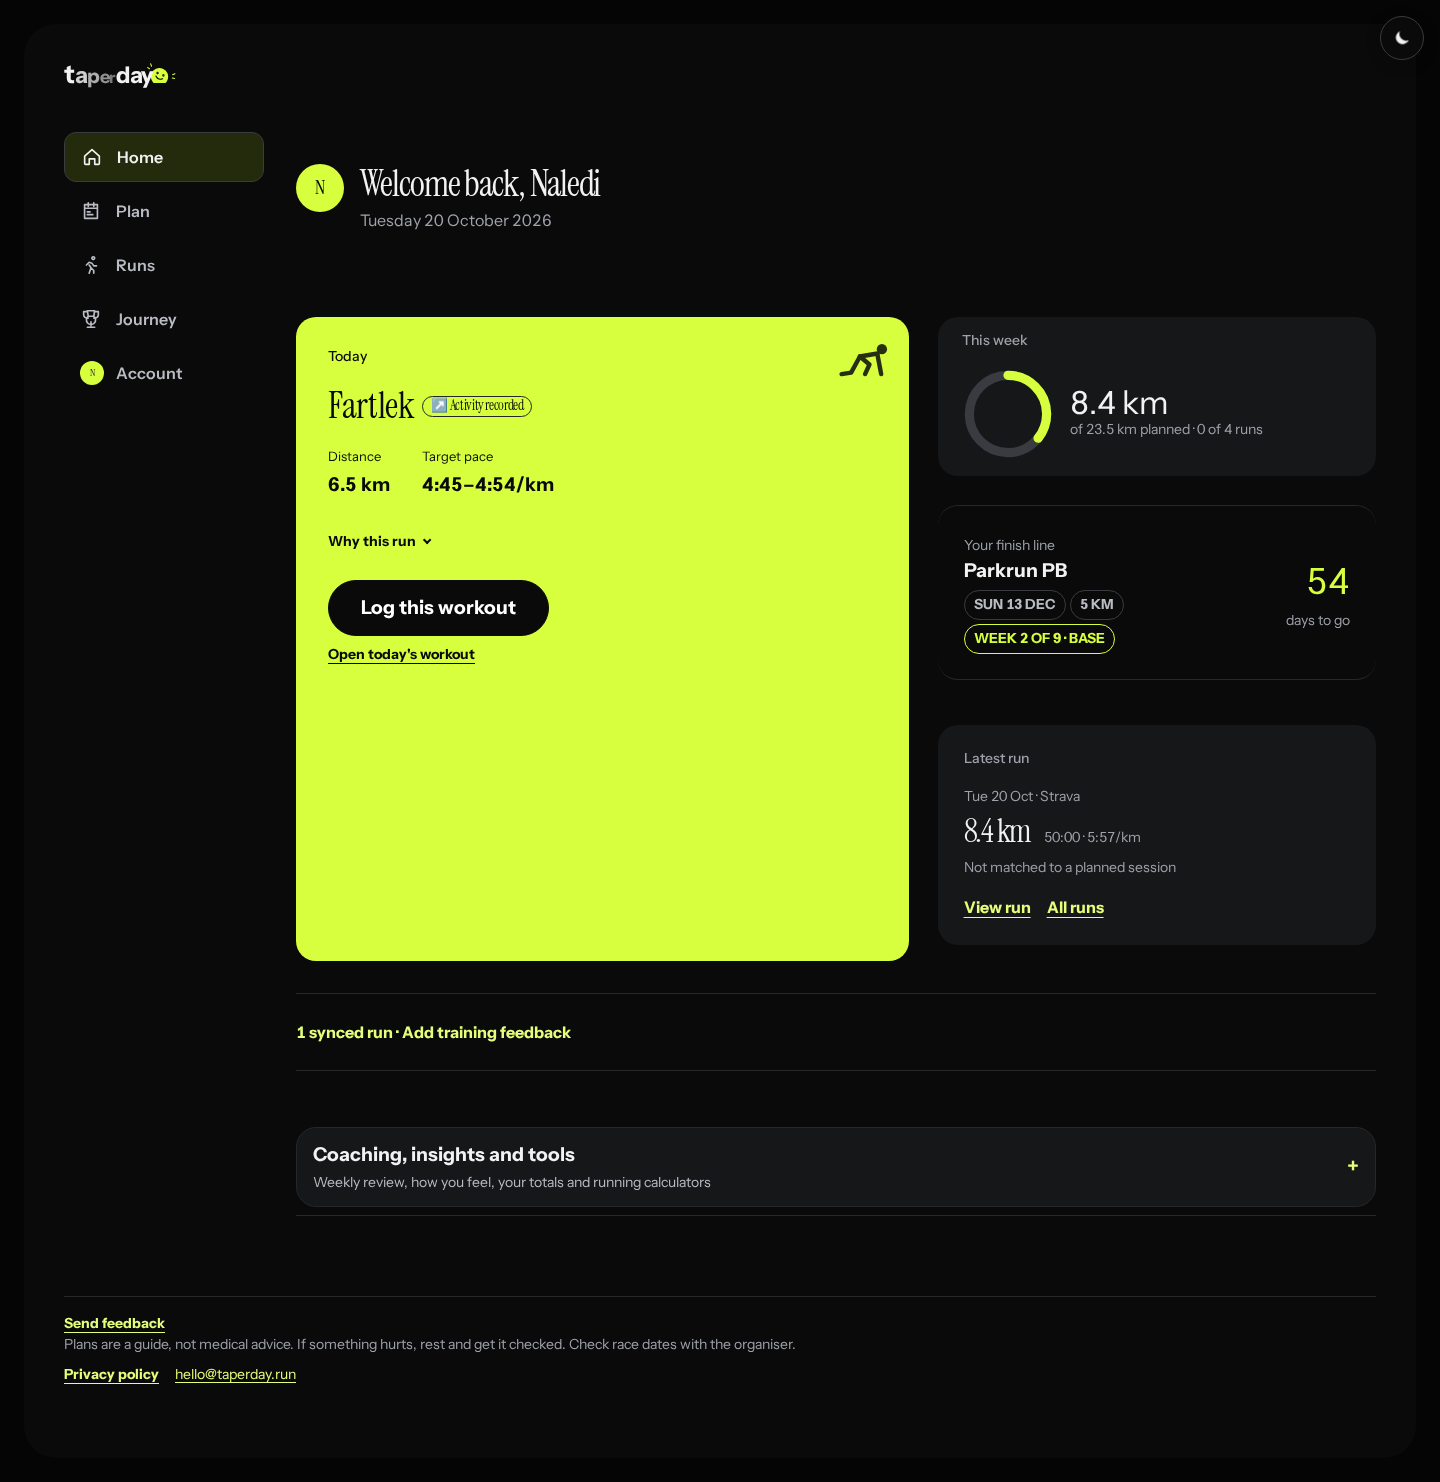 taperday
Home
Plan
Runs
Journey
N Account
N
Welcome back, Naledi
Tuesday 20 October 2026
Today
Fartlek
↗ Activity recorded
Distance
Target pace
6.5 km
4:45–4:54/km
Why this run
Log this workout
Open today's workout
This week
8.4 km
of 23.5 km planned · 0 of 4 runs
Your finish line
Parkrun PB
SUN 13 DEC
5 KM
WEEK 2 OF 9 · BASE
54
days to go
Latest run
Tue 20 Oct · Strava
8.4 km
50:00 · 5:57/km
Not matched to a planned session
View run
All runs
1 synced run · Add training feedback
Coaching, insights and tools
+
Weekly review, how you feel, your totals and running calculators
Send feedback
Plans are a guide, not medical advice. If something hurts, rest and get it checked. Check race dates with the organiser.
Privacy policy
hello@taperday.run